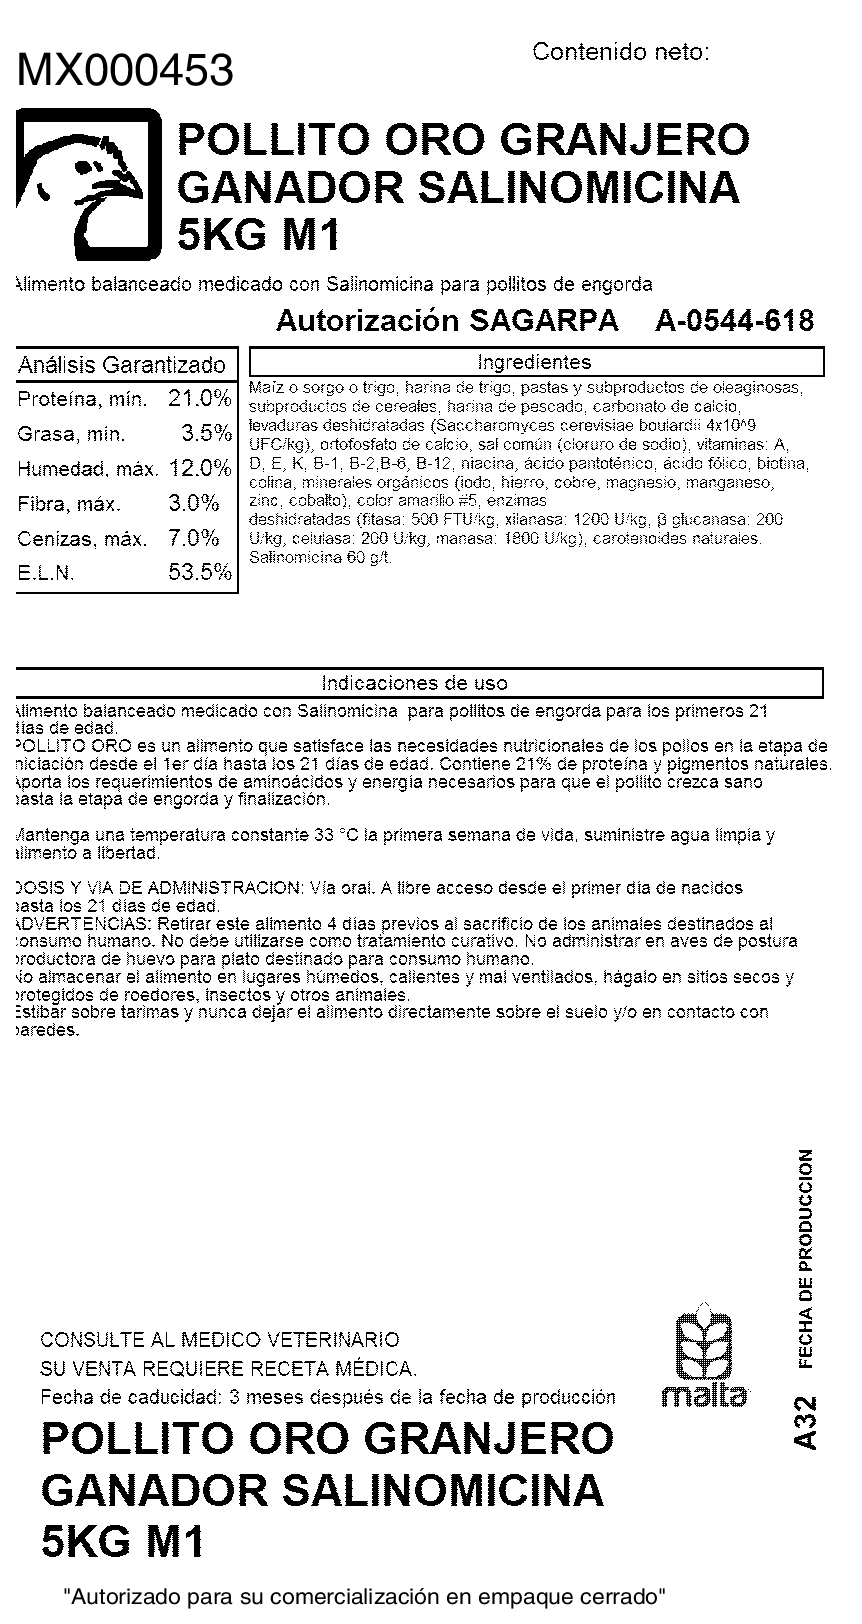 Contenido neto:
MX000453
POLLITO ORO GRANJERO
GANADOR SALINOMICINA
5KG M1
Alimento balanceado medicado con Salinomicina para pollitos de engorda
Autorización SAGARPA A-0544-618
Análisis Garantizado
Proteína, mín. 21.0%
Grasa, mín. 3.5%
Humedad, máx. 12.0%
Fibra, máx. 3.0%
Cenizas, máx. 7.0%
E.L.N. 53.5%
Ingredientes
Maíz o sorgo o trigo, harina de trigo, pastas y subproductos de oleaginosas,
subproductos de cereales, harina de pescado, carbonato de calcio,
levaduras deshidratadas (Saccharomyces cerevisiae boulardii 4x10^9
UFC/kg), ortofosfato de calcio, sal común (cloruro de sodio), vitaminas: A,
D, E, K, B-1, B-2,B-6, B-12, niacina, ácido pantoténico, ácido fólico, biotina,
colina, minerales orgánicos (iodo, hierro, cobre, magnesio, manganeso,
zinc, cobalto), color amarillo #5, enzimas
deshidratadas (fitasa: 500 FTU/kg, xilanasa: 1200 U/kg, β glucanasa: 200
U/kg, celulasa: 200 U/kg, manasa: 1800 U/kg), carotenoides naturales.
Salinomicina 60 g/t.
Indicaciones de uso
Alimento balanceado medicado con Salinomicina para pollitos de engorda para los primeros 21
días de edad.
POLLITO ORO es un alimento que satisface las necesidades nutricionales de los pollos en la etapa de
iniciación desde el 1er día hasta los 21 días de edad. Contiene 21% de proteína y pigmentos naturales.
Aporta los requerimientos de aminoácidos y energía necesarios para que el pollito crezca sano
hasta la etapa de engorda y finalización.
Mantenga una temperatura constante 33 °C la primera semana de vida, suministre agua limpia y
alimento a libertad.
DOSIS Y VIA DE ADMINISTRACION: Vía oral. A libre acceso desde el primer día de nacidos
hasta los 21 días de edad.
ADVERTENCIAS: Retirar este alimento 4 días previos al sacrificio de los animales destinados al
consumo humano. No debe utilizarse como tratamiento curativo. No administrar en aves de postura
productora de huevo para plato destinado para consumo humano.
No almacenar el alimento en lugares húmedos, calientes y mal ventilados, hágalo en sitios secos y
protegidos de roedores, insectos y otros animales.
Estibar sobre tarimas y nunca dejar el alimento directamente sobre el suelo y/o en contacto con
paredes.
A32 FECHA DE PRODUCCION
CONSULTE AL MEDICO VETERINARIO
SU VENTA REQUIERE RECETA MÉDICA.
Fecha de caducidad: 3 meses después de la fecha de producción
malta
POLLITO ORO GRANJERO
GANADOR SALINOMICINA
5KG M1
"Autorizado para su comercialización en empaque cerrado"